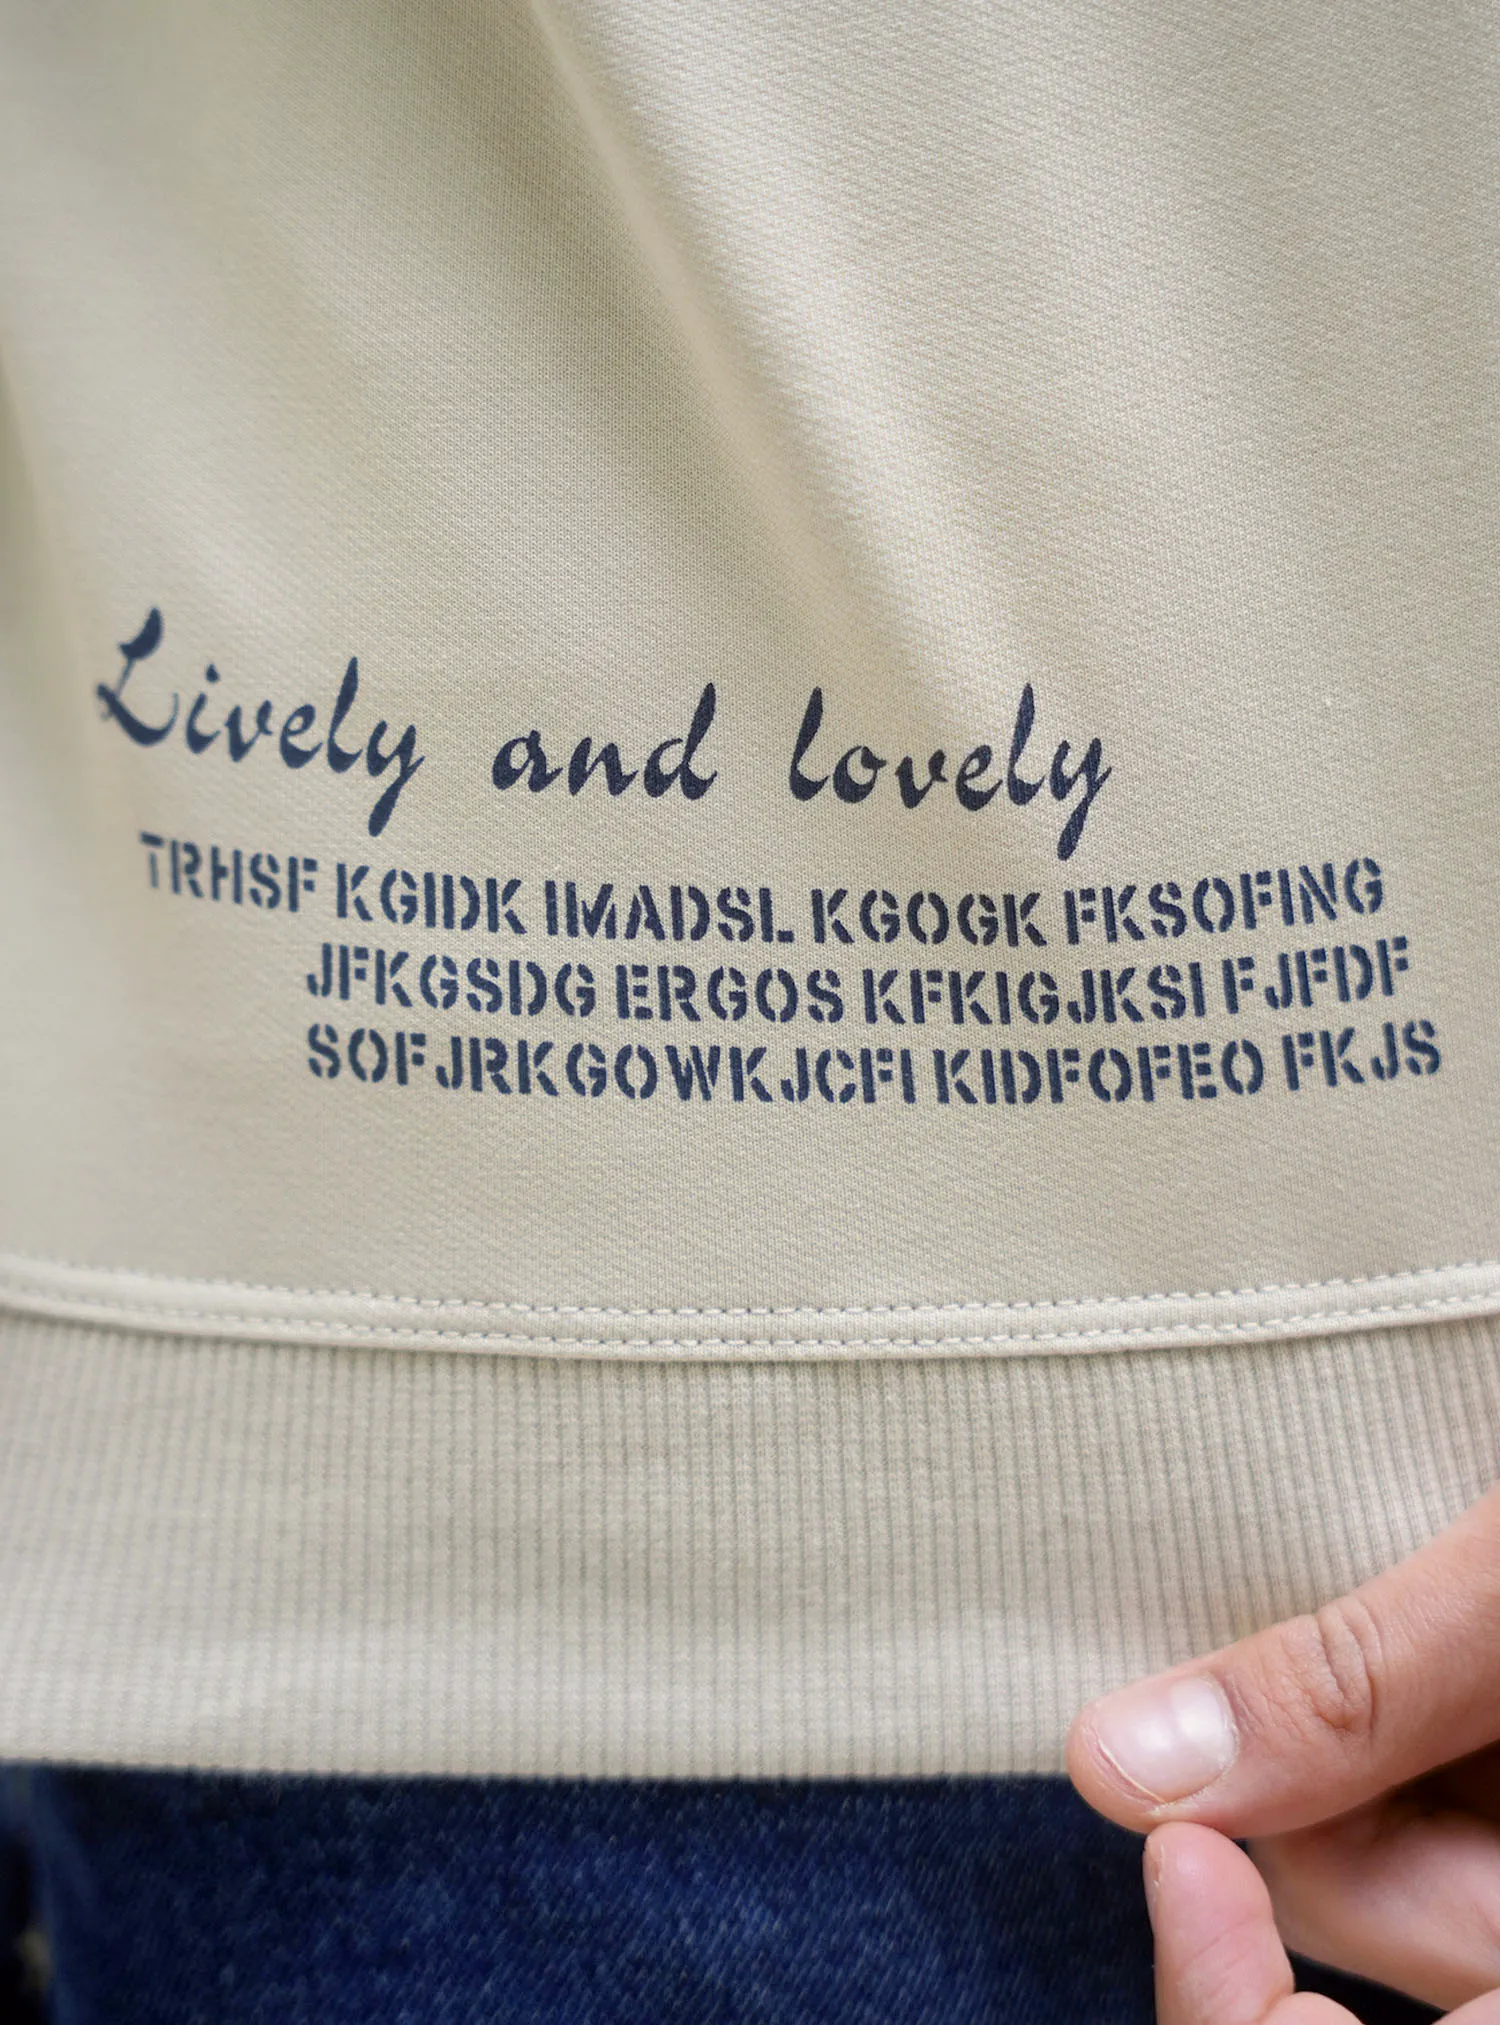 Lively and lovely
TRHSF KGIDK IMADSL KGOGK FKSOFING
JFKGSDG ERGOS KFKIGJKSI FJFDF
SOFJRKGOWKJCFI KIDFOFEO FKJS